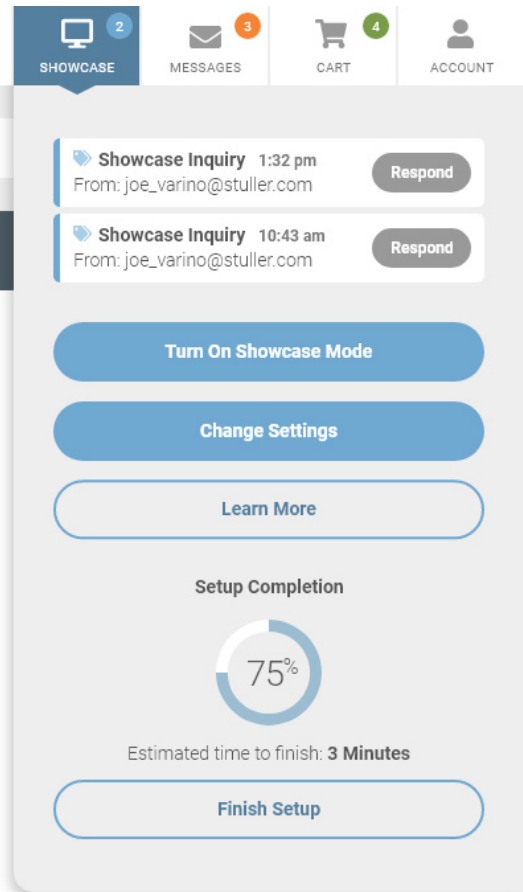 2
3
4
SHOWCASE
MESSAGES
CART
ACCOUNT
Showcase Inquiry 1:32 pm
From: joe_varino@stuller.com
Respond
Showcase Inquiry 10:43 am
From: joe_varino@stuller.com
Respond
Turn On Showcase Mode
Change Settings
Learn More
Setup Completion
75%
Estimated time to finish: 3 Minutes
Finish Setup